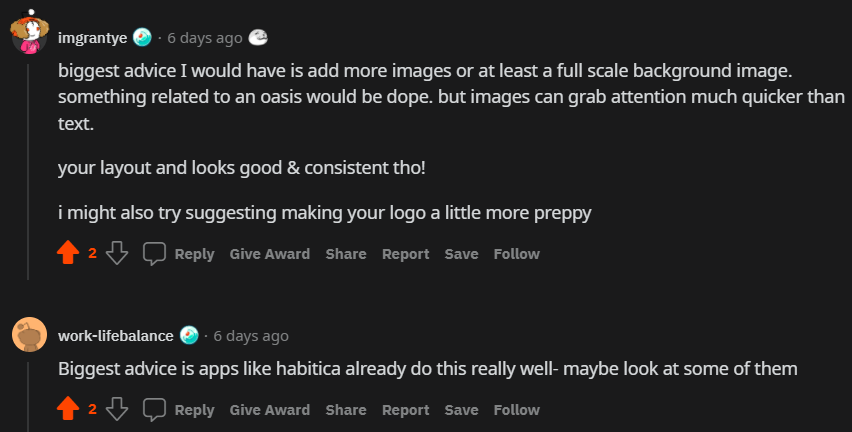 imgrantye · 6 days ago
biggest advice I would have is add more images or at least a full scale background image.
something related to an oasis would be dope. but images can grab attention much quicker than
text.
your layout and looks good & consistent tho!
i might also try suggesting making your logo a little more preppy
2 Reply Give Award Share Report Save Follow
work-lifebalance · 6 days ago
Biggest advice is apps like habitica already do this really well- maybe look at some of them
2 Reply Give Award Share Report Save Follow